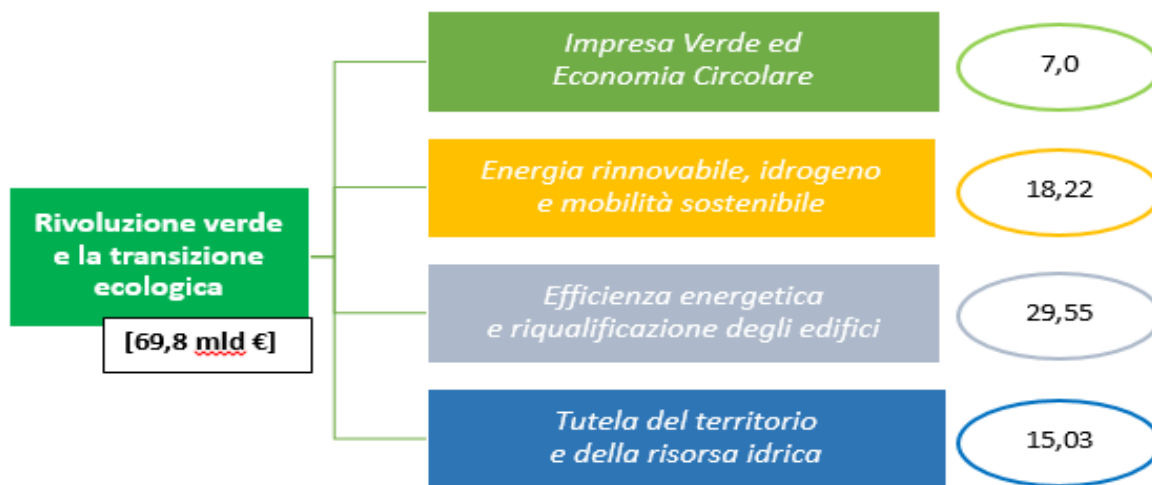 Rivoluzione verde
e la transizione
ecologica
[69,8 mld €]
Impresa Verde ed
Economia Circolare
7,0
Energia rinnovabile, idrogeno
e mobilità sostenibile
18,22
Efficienza energetica
e riqualificazione degli edifici
29,55
Tutela del territorio
e della risorsa idrica
15,03